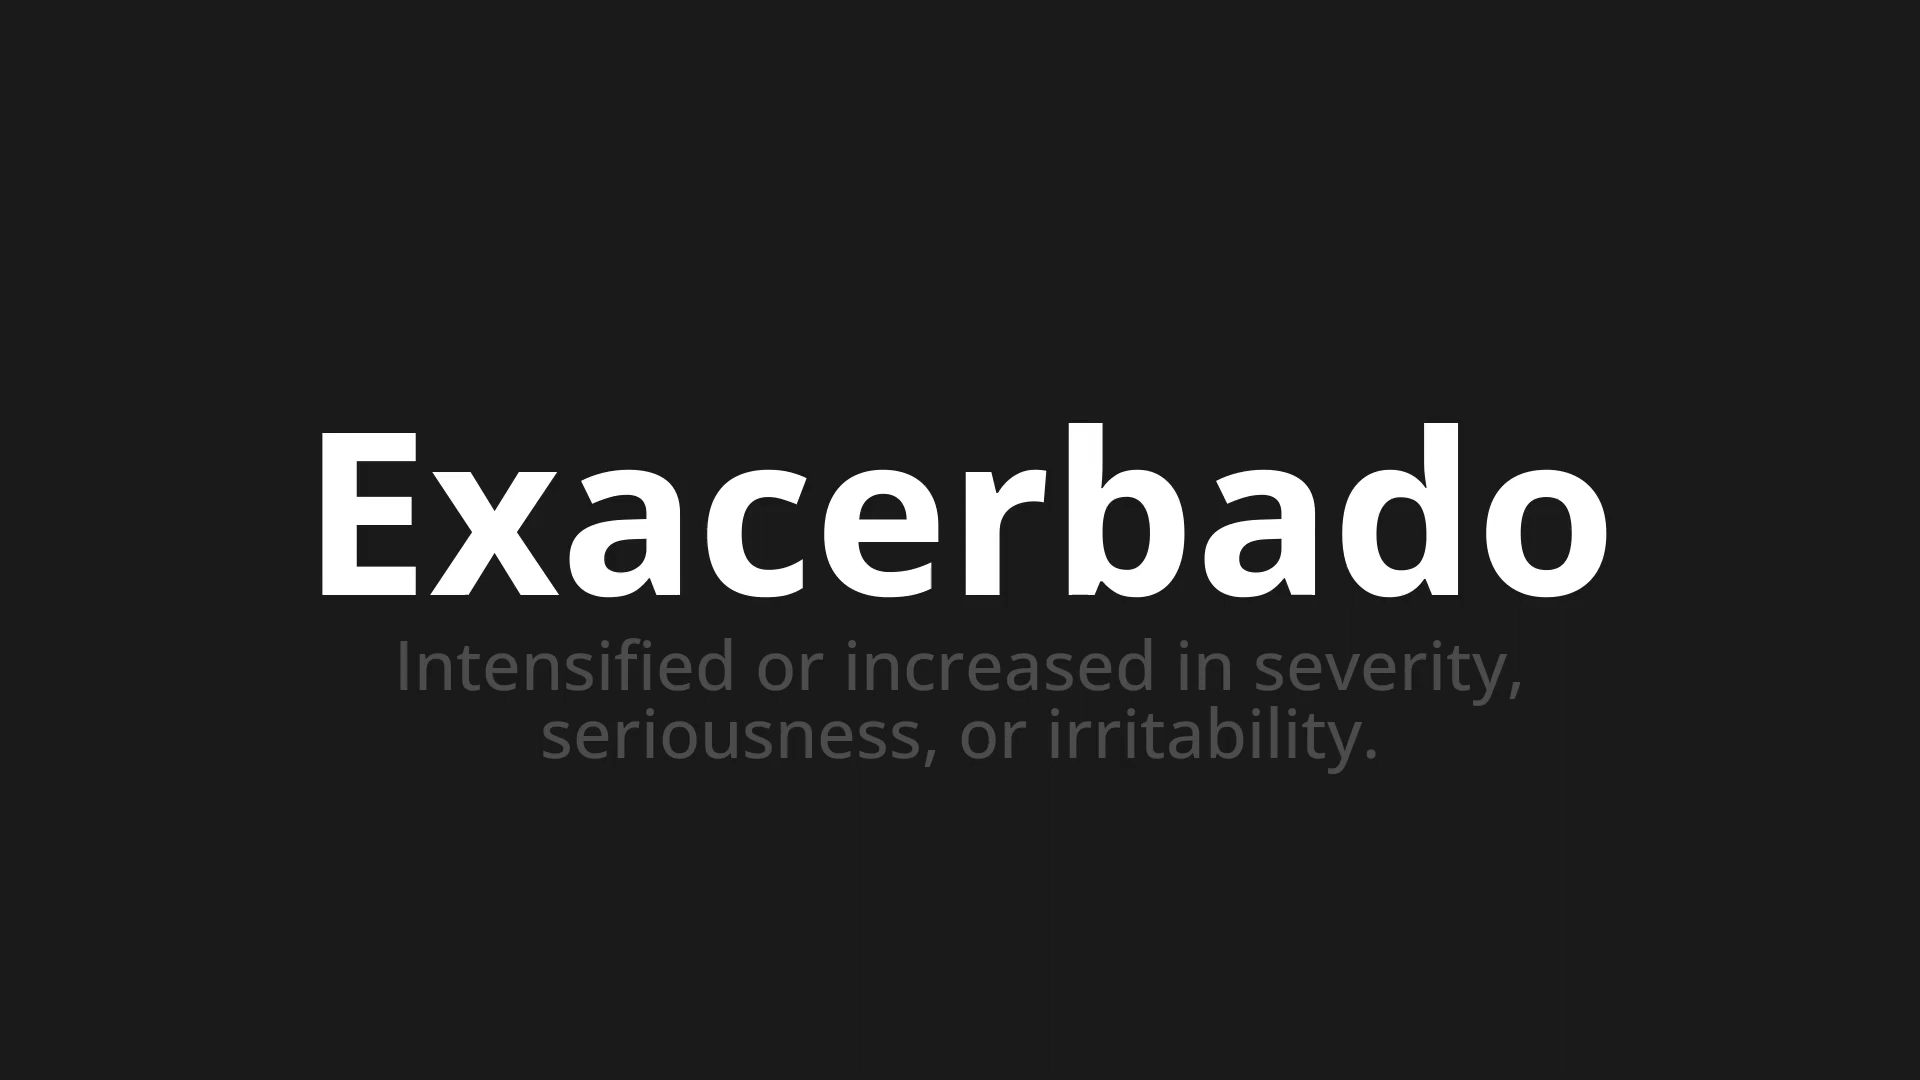 Exacerbado
Intensified or increased in severity,
seriousness, or irritability.